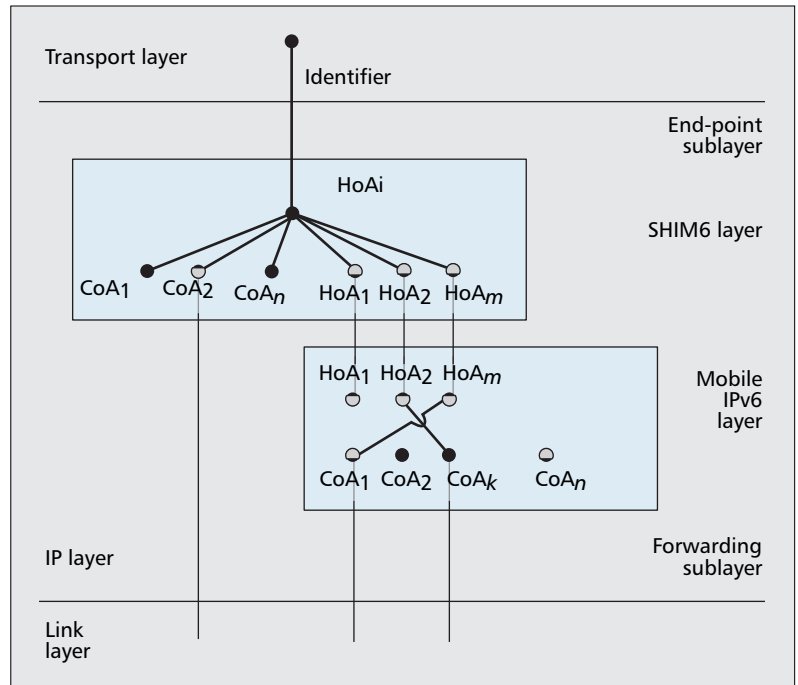 Transport layer
Identifier
End-point
sublayer
HoAi
SHIM6 layer
CoA1 CoA2 CoAn HoA1 HoA2 HoAm
HoA1 HoA2 HoAm
Mobile
IPv6
layer
CoA1 CoA2 CoAk CoAn
IP layer
Forwarding
sublayer
Link
layer